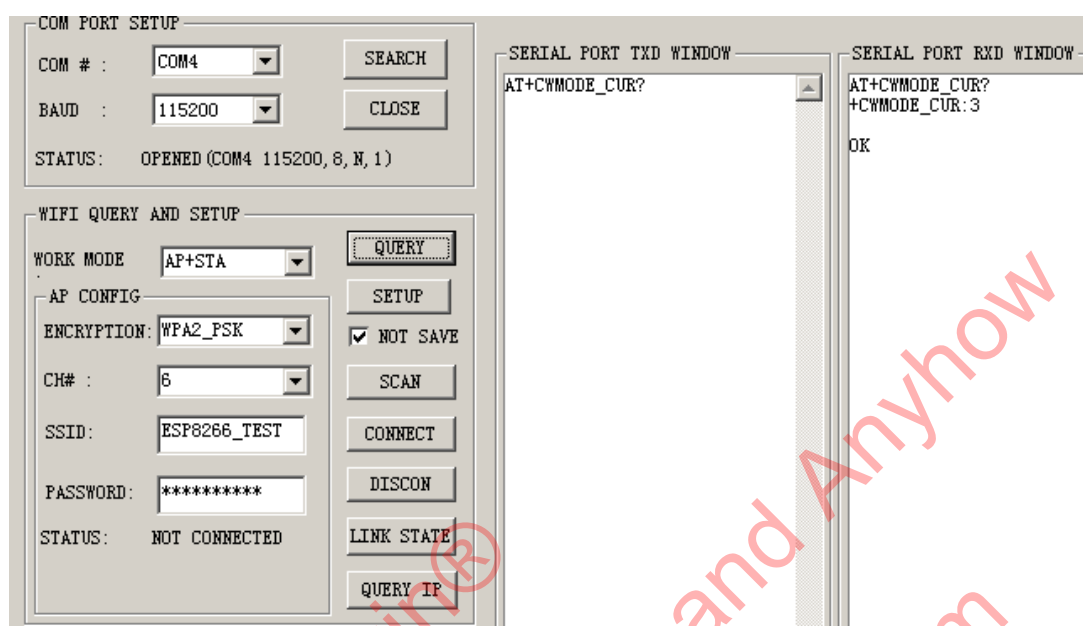 COM PORT SETUP
COM # :
COM4
SEARCH
BAUD :
115200
CLOSE
STATUS: OPENED(COM4 115200,8,N,1)
WIFI QUERY AND SETUP
WORK MODE :
AP+STA
QUERY
AP CONFIG
SETUP
ENCRYPTION:
WPA2_PSK
NOT SAVE
CH# :
6
SCAN
SSID:
ESP8266_TEST
CONNECT
PASSWORD:
**********
DISCON
STATUS: NOT CONNECTED
LINK STATE
QUERY IP
SERIAL PORT TXD WINDOW
AT+CWMODE_CUR?
SERIAL PORT RXD WINDOW
AT+CWMODE_CUR?
+CWMODE_CUR:3
OK
and Anyhow
in®